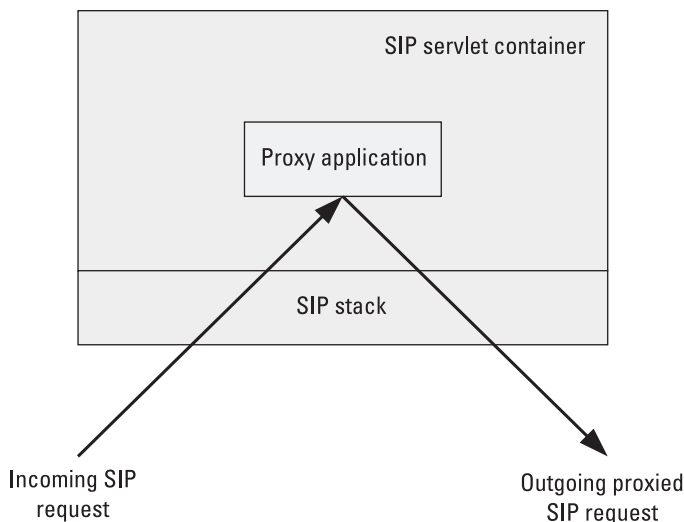 SIP servlet container
Proxy application
SIP stack
Incoming SIP
request
Outgoing proxied
SIP request